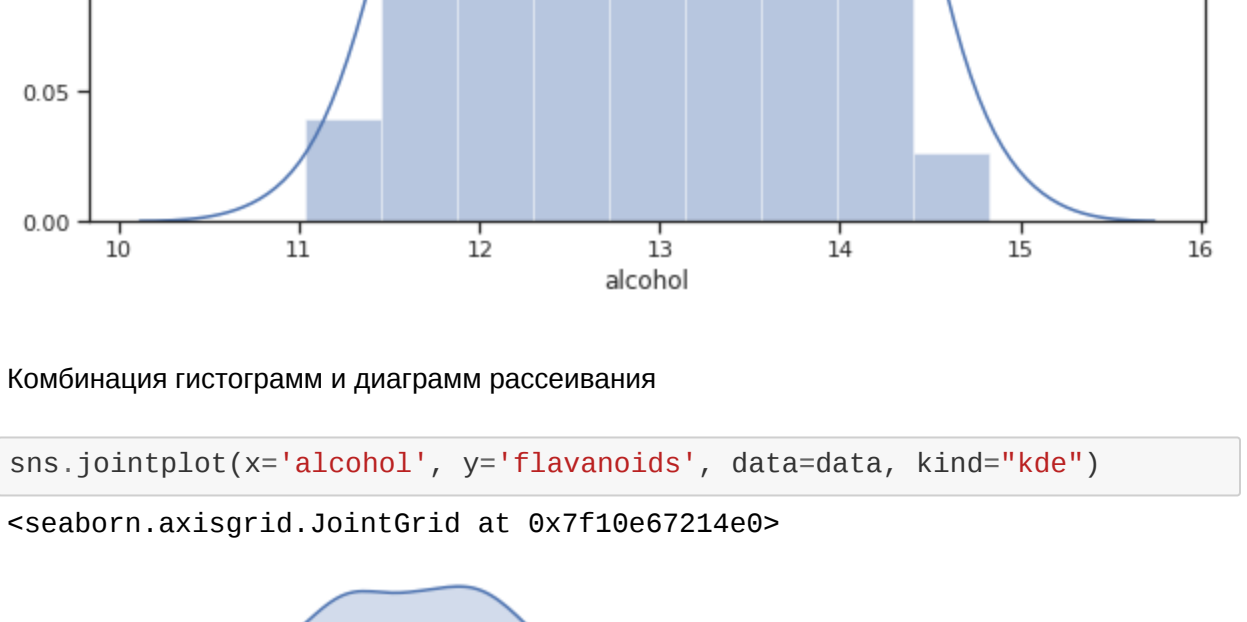 0.05
0.00
10 11 12 13 14 15 16
alcohol
Комбинация гистограмм и диаграмм рассеивания
sns.jointplot(x='alcohol', y='flavanoids', data=data, kind="kde")
<seaborn.axisgrid.JointGrid at 0x7f10e67214e0>